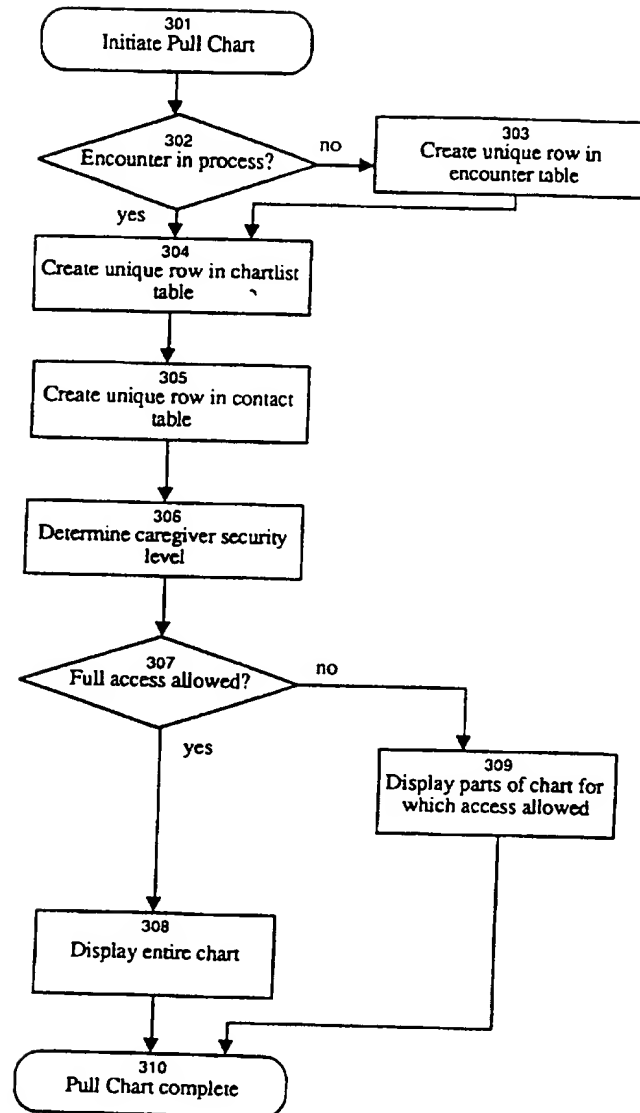 301
Initiate Pull Chart
302
Encounter in process?
no
303
Create unique row in
encounter table
yes
304
Create unique row in chartlist
table
305
Create unique row in contact
table
306
Determine caregiver security
level
307
Full access allowed?
no
yes
309
Display parts of chart for
which access allowed
308
Display entire chart
310
Pull Chart complete